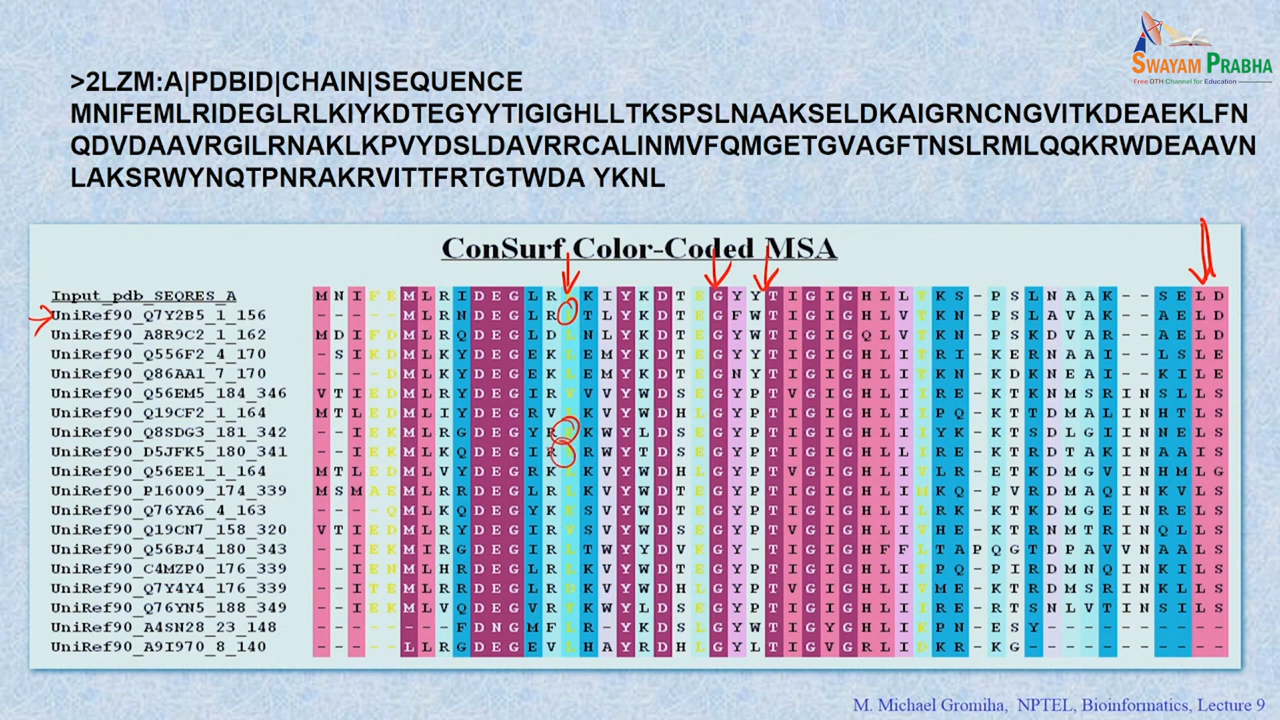 SWAYAM PRABHA
Free DTH Channel for Education
>2LZM:A|PDBID|CHAIN|SEQUENCE
MNIFEMLRIDEGLRLKIYKDTEGYYTIGIGHLLTKSPSLNAAKSELDKAIGRNCNGVITKDEAEKLFN
QDVDAAVRGILRNAKLKPVYDSLDAVRRCALINMVFQMGETGVAGFTNSLRMLQQKRWDEAAVN
LAKSRWYNQTPNRAKRVITTFRTGTWDA YKNL
ConSurf Color-Coded MSA
Input_pdb_SEQRES_A M N I F E M L R I D E G L R K I Y K D T E G Y Y T I G I G H L L T K S - P S L N A A K - - S E L D
UniRef90_Q7Y2B5_1_156 - - - - - M L R N D E G L R T L Y K D T E G F W T I G I G H L V T K N - P S L A V A K - - A E L D
UniRef90_A8R9C2_1_162 M D I F D M L R Q D E G L D L N L Y K D T E G Y W T I G I G Q L V T K N - P S K D V A R - - A E L D
UniRef90_Q556F2_4_170 - S I K D M L K Y D E G L E K L E M Y K D T E G Y Y T I G I G H L I T R I - K E R N A A I - - L S L E
UniRef90_Q86AA1_7_170 - - - - D M L K Y D E G L K L E M Y K D T E G N Y T I G I G H L I T K N - K D K N E A I - - K I L E
UniRef90_Q56EM5_184_346 V T I E D M L R Y D E G I R V V Y W D S E G Y P T V G I G H L I I R E - K T K N M S R I N S L L S
UniRef90_Q19CF2_1_164 M T L E D M L I Y D E G R V K V Y W D H L G Y P T I G I G H L I I P Q - K T T D M A L I N H T L S
UniRef90_Q8SDG3_181_342 - - I E K M L R G D E G Y R K W Y L D S E G Y P T I G I G H L I I Y K - K T S D L G I I N N E L S
UniRef90_D5JFK5_180_341 - - I E K M L K Q D E G I R R W Y T D S E G Y P T I G I G H L I I R E - K T R D T A K I N A A I S
UniRef90_Q56EE1_1_164 M T L E D M L V Y D E G R K L K V Y W D H L G Y P T V G I G H L I V L R - E T K D M G V I N H M L G
UniRef90_P16009_174_339 M S M A E M L R R D E G L R L K V Y W D T E G Y P T I G I G H L I M K Q - P V R D M A Q I N K V L S
UniRef90_Q76YA6_4_163 - - - - Q M L K Q D E G Y K K S V Y W D T E G Y P T I G I G H L I L R K - K T K D M G E I N R E L S
UniRef90_Q19CN7_158_320 V T I E D M L R Y D E G I R S V Y W D S E G Y P T V G I G H L I V H E - K T R N M T R I N Q L L S
UniRef90_Q56BJ4_180_343 - - I E K M I R G D E G I R L T W Y Y D V K G Y - T I G I G H F F L T A P Q G T D P A V V N A A L S
UniRef90_C4MZP0_176_339 - - I E N M L H R D E G L R L K V Y W D T E G Y P T I G I G H L I T P Q - P I R D M N Q I N K I L S
UniRef90_Q7Y4Y4_176_339 - - I T E M L R R D E G L R K V Y W D H L G Y P T V G I G H L I V M E - K T R D M S R I N K L L S
UniRef90_Q76YN5_188_349 - - I E K M L V Q D E G V R K W Y L D S E G Y P T I G I G H L I I R E - R T S N L V T I N S I L S
UniRef90_A4SN28_23_148 - - - - - - - - F D N G M F L R - Y K D S L G Y W T I G Y G H L I K P N - E S Y - - - - - - - - -
UniRef90_A9I970_8_140 - - - - - L L R G D E G E V L H A Y R D H L G Y L T I G V G R L I D K R - K G - - - - - - - - - - -
M. Michael Gromiha, NPTEL, Bioinformatics, Lecture 9